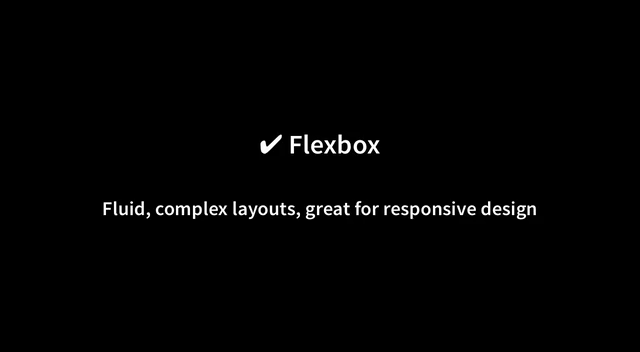 ✔ Flexbox
Fluid, complex layouts, great for responsive design